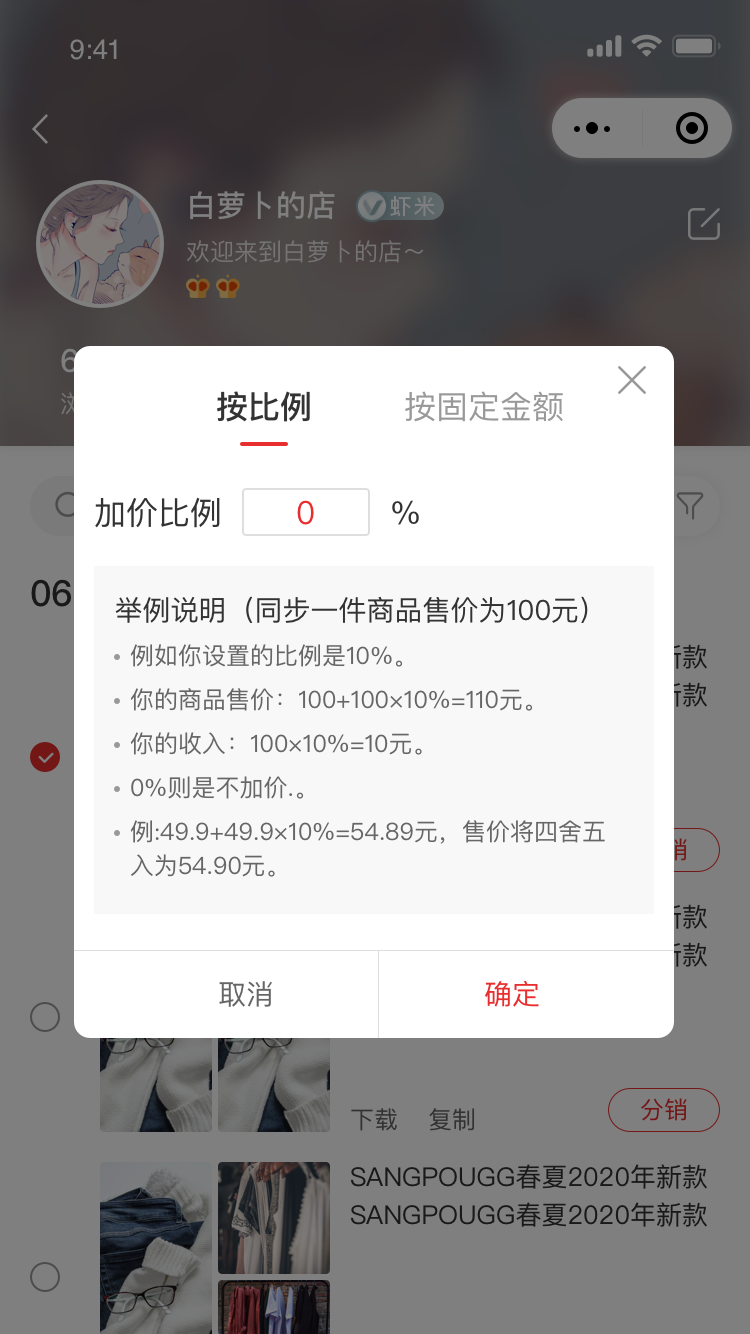 9:41
白萝卜的店 虾米
欢迎来到白萝卜的店～
6
按比例 按固定金额
加价比例 0 %
06
举例说明（同步一件商品售价为100元）
• 例如你设置的比例是10%。
• 你的商品售价：100+100×10%=110元。
• 你的收入：100×10%=10元。
• 0%则是不加价.。
• 例:49.9+49.9×10%=54.89元，售价将四舍五
入为54.90元。
新款
新款
销
新款
新款
取消 确定
下载 复制 分销
SANGPOUGG春夏2020年新款
SANGPOUGG春夏2020年新款